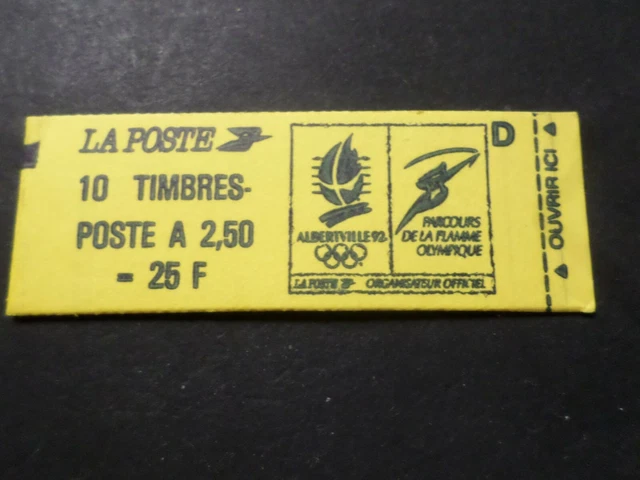 LA POSTE
10 TIMBRES-
POSTE A 2,50
= 25 F
ALBERTVILLE 92
PARCOURS
DE LA FLAMME
OLYMPIQUE
LA POSTE ORGANISATEUR OFFICIEL
D
OUVRIR ICI